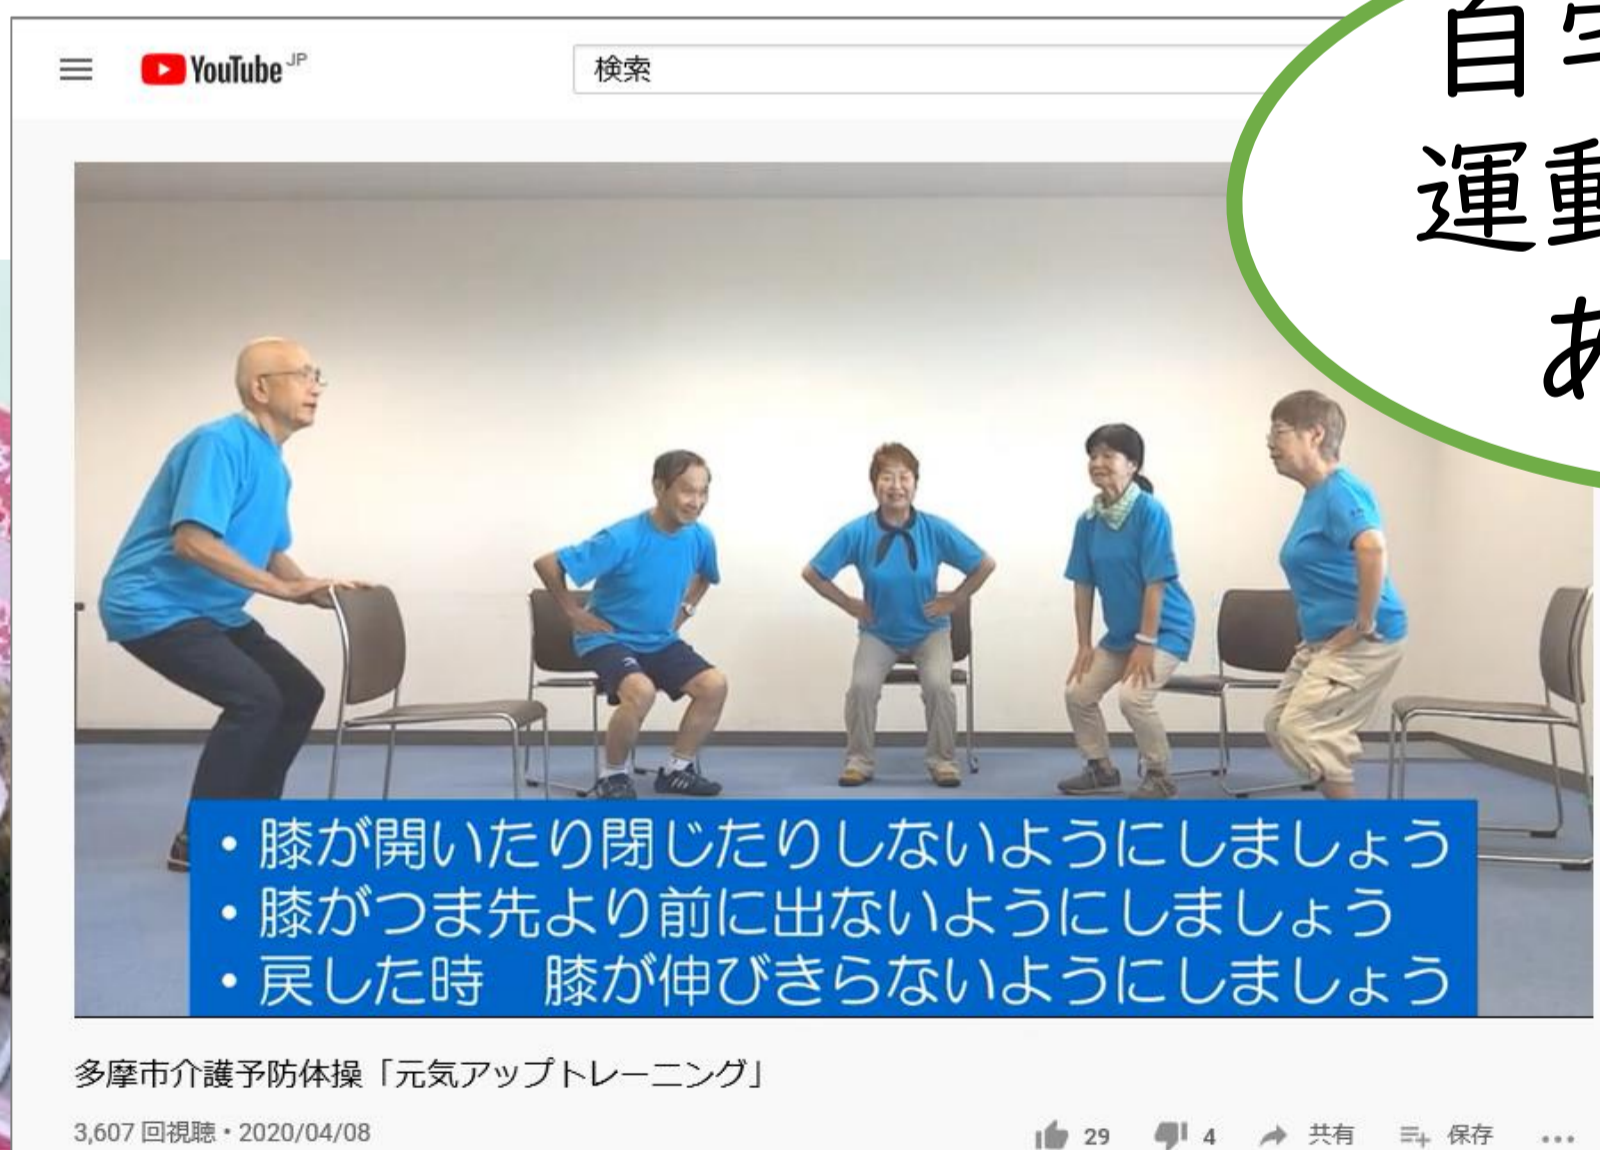 YouTube JP
検索
自宅
運動
あ
・膝が開いたり閉じたりしないようにしましょう
・膝がつま先より前に出ないようにしましょう
・戻した時　膝が伸びきらないようにしましょう
多摩市介護予防体操「元気アップトレーニング」
3,607 回視聴・2020/04/08
29 4 共有 保存